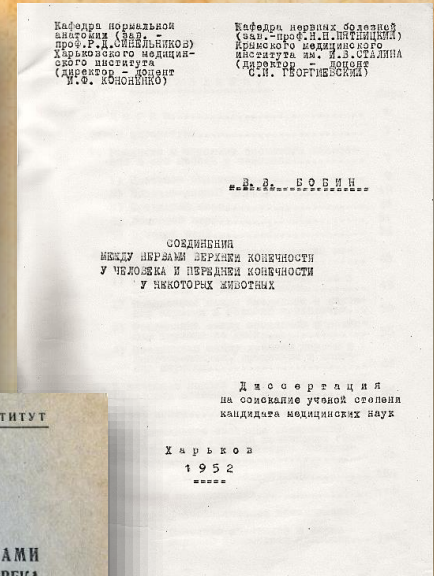 Кафедра нормальной
анатомии (зав. -
проф.Р.Д.СИНЕЛЬНИКОВ)
Харьковского медицин-
ского института
(директор - доцент
И.Ф. КОНОНЕНКО)
Кафедра нервных болезней
(зав.-проф.Н.Н.ПЯТНИЦКИЙ)
Крымского медицинского
института им. И.В.СТАЛИНА
(директор - доцент
С.И. ГЕОРГИЕВСКИЙ)
В. В. БОБИН
СОЕДИНЕНИЯ
МЕЖДУ НЕРВАМИ ВЕРХНЕЙ КОНЕЧНОСТИ
У ЧЕЛОВЕКА И ПЕРЕДНЕЙ КОНЕЧНОСТИ
У НЕКОТОРЫХ ЖИВОТНЫХ
Диссертация
на соискание ученой степени
кандидата медицинских наук
Харьков
1952
ТИТУТ
АМИ